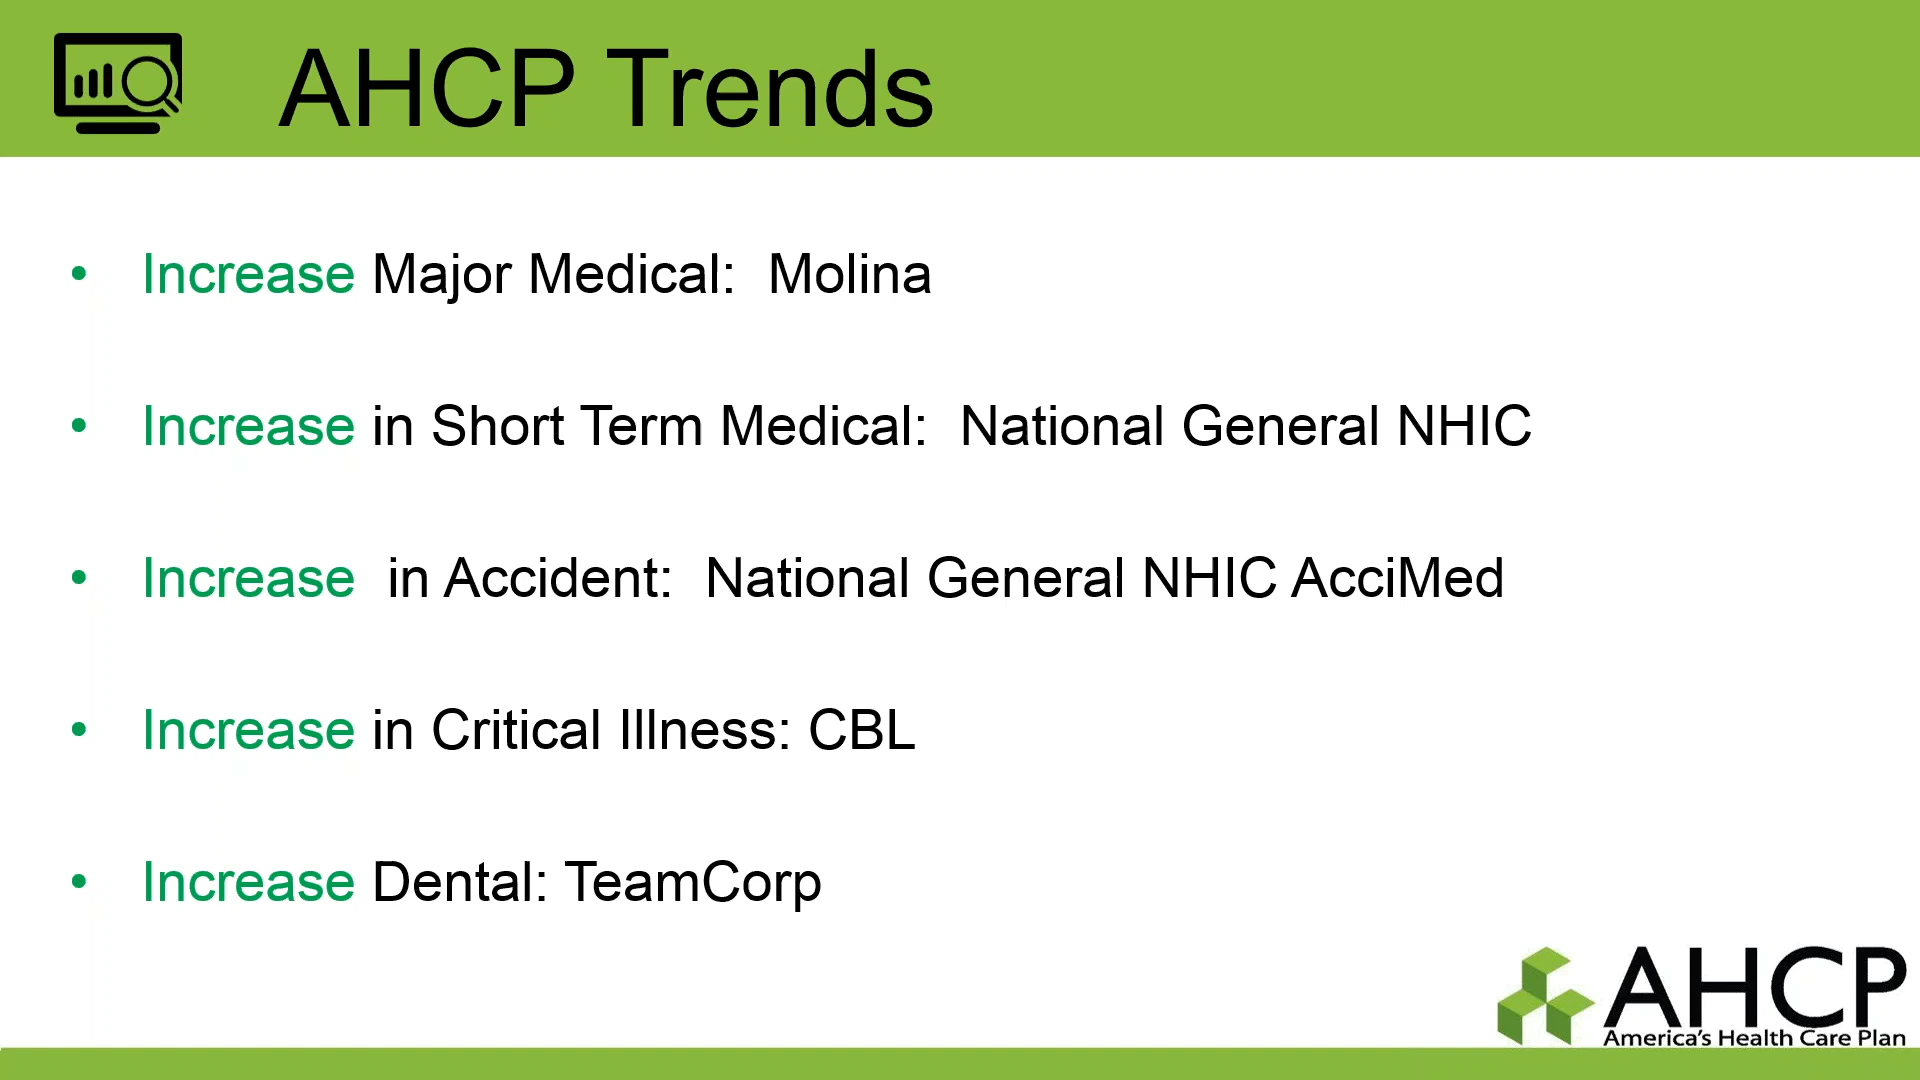 AHCP Trends
• Increase Major Medical:  Molina
• Increase in Short Term Medical:  National General NHIC
• Increase  in Accident:  National General NHIC AcciMed
• Increase in Critical Illness: CBL
• Increase Dental: TeamCorp
AHCP
America's Health Care Plan